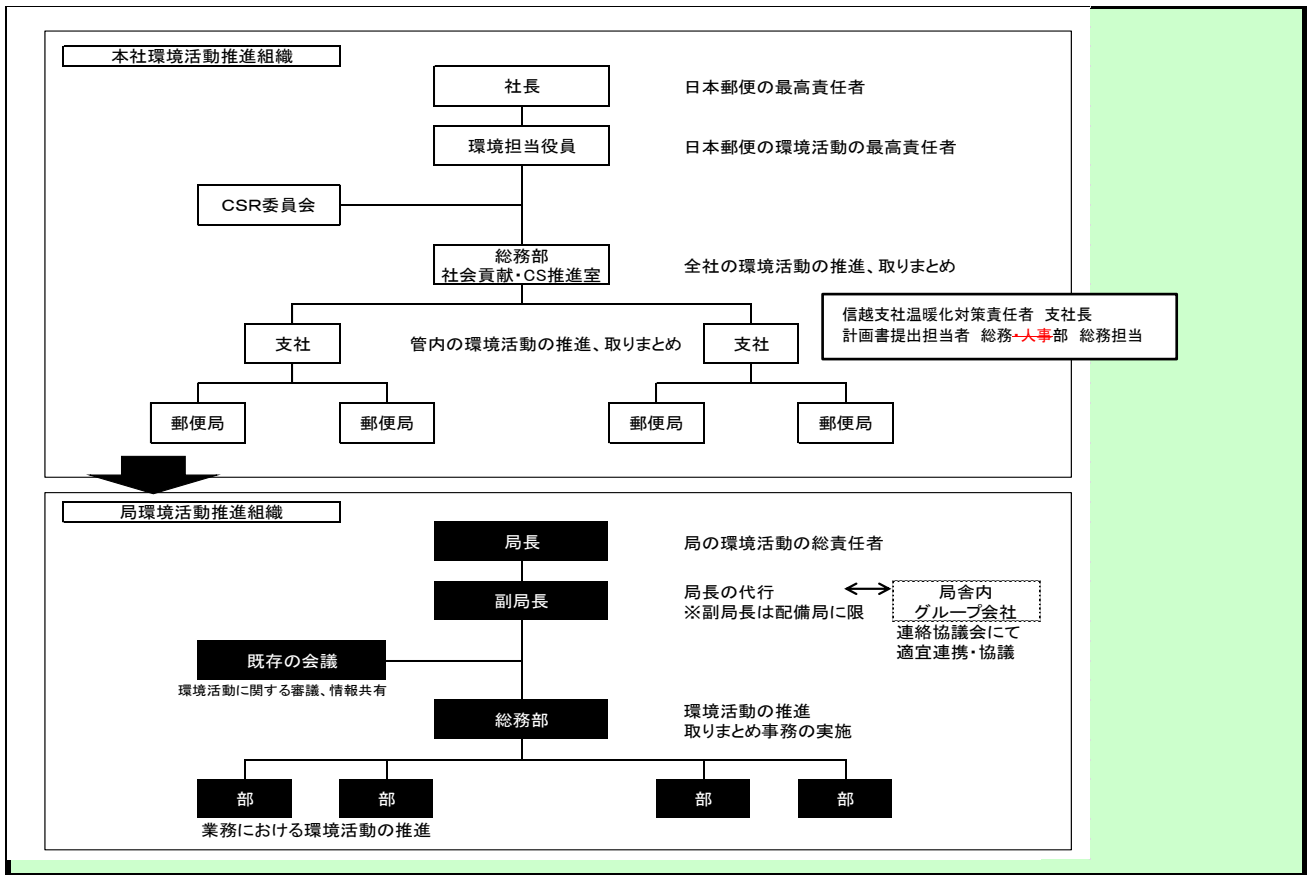 本社環境活動推進組織
社長
日本郵便の最高責任者
環境担当役員
日本郵便の環境活動の最高責任者
CSR委員会
総務部
社会貢献・CS推進室
全社の環境活動の推進、取りまとめ
信越支社温暖化対策責任者 支社長
計画書提出担当者 総務・人事部 総務担当
支社
管内の環境活動の推進、取りまとめ
支社
郵便局
郵便局
郵便局
郵便局
局環境活動推進組織
局長
局の環境活動の総責任者
副局長
局長の代行
※副局長は配備局に限
局舎内
グループ会社
連絡協議会にて
適宜連携・協議
既存の会議
環境活動に関する審議、情報共有
総務部
環境活動の推進
取りまとめ事務の実施
部
部
部
部
業務における環境活動の推進